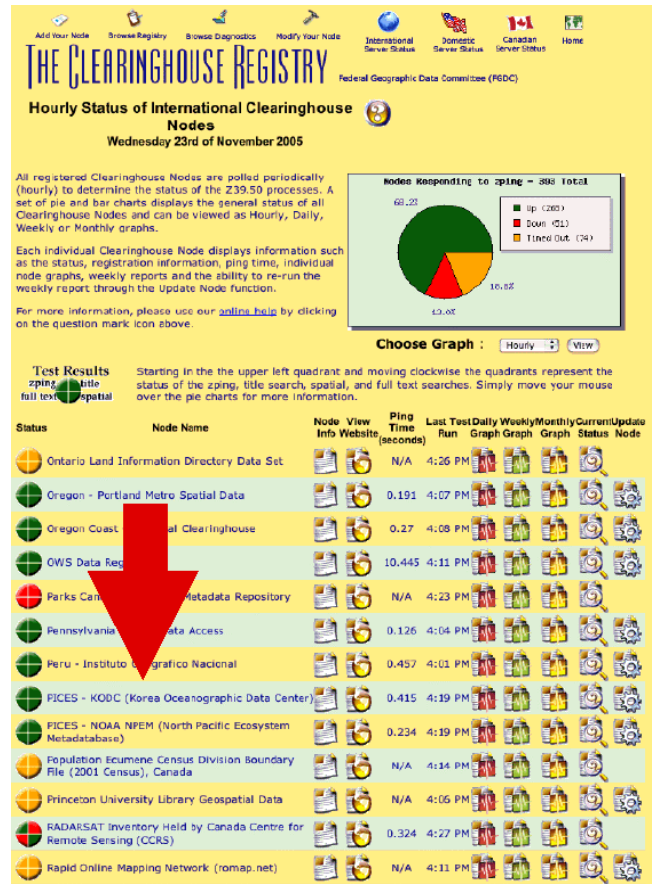 Add Your Node
Browse Registry
Browse Diagnostics
Modify Your Node
International Server Status
Domestic Server Status
Canadian Server Status
Home
THE CLEARINGHOUSE REGISTRY
Federal Geographic Data Committee (FGDC)
Hourly Status of International Clearinghouse
Nodes
Wednesday 23rd of November 2005
All registered Clearinghouse Nodes are polled periodically
(hourly) to determine the status of the Z39.50 processes. A
set of pie and bar charts displays the general status of all
Clearinghouse Nodes and can be viewed as Hourly, Daily,
Weekly or Monthly graphs.
Each individual Clearinghouse Node displays information such
as the status, registration information, ping time, individual
node graphs, weekly reports and the ability to re-run the
weekly report through the Update Node function.
For more information, please use our online help by clicking
on the question mark icon above.
Nodes Responding to zping - 393 Total
68.2%
Up (268)
Down (51)
Timed Out (74)
18.8%
13.0%
Choose Graph : Hourly View
Test Results
zping title
full text spatial
Starting in the the upper left quadrant and moving clockwise the quadrants represent the
status of the zping, title search, spatial, and full text searches. Simply move your mouse
over the pie charts for more information.
Status Node Name Node Info View Website Ping Time (seconds) Last Test Run Daily Graph Weekly Graph Monthly Graph Current Status Update Node
Ontario Land Information Directory Data Set N/A 4:26 PM
Oregon - Portland Metro Spatial Data 0.191 4:07 PM
Oregon Coast Clearinghouse 0.27 4:08 PM
OWS Data 10.445 4:11 PM
Parks Metadata Repository N/A 4:23 PM
Pennsylvania Access 0.126 4:04 PM
Peru - Instituto Nacional 0.457 4:01 PM
PICES - KODC (Korea Oceanographic Data Center) 0.415 4:19 PM
PICES - NOAA NPEM (North Pacific Ecosystem
Metadatabase) 0.234 4:19 PM
Population Ecumene Census Division Boundary
File (2001 Census), Canada N/A 4:14 PM
Princeton University Library Geospatial Data N/A 4:06 PM
RADARSAT Inventory Held by Canada Centre for
Remote Sensing (CCRS) 0.324 4:27 PM
Rapid Online Mapping Network (romap.net) N/A 4:11 PM